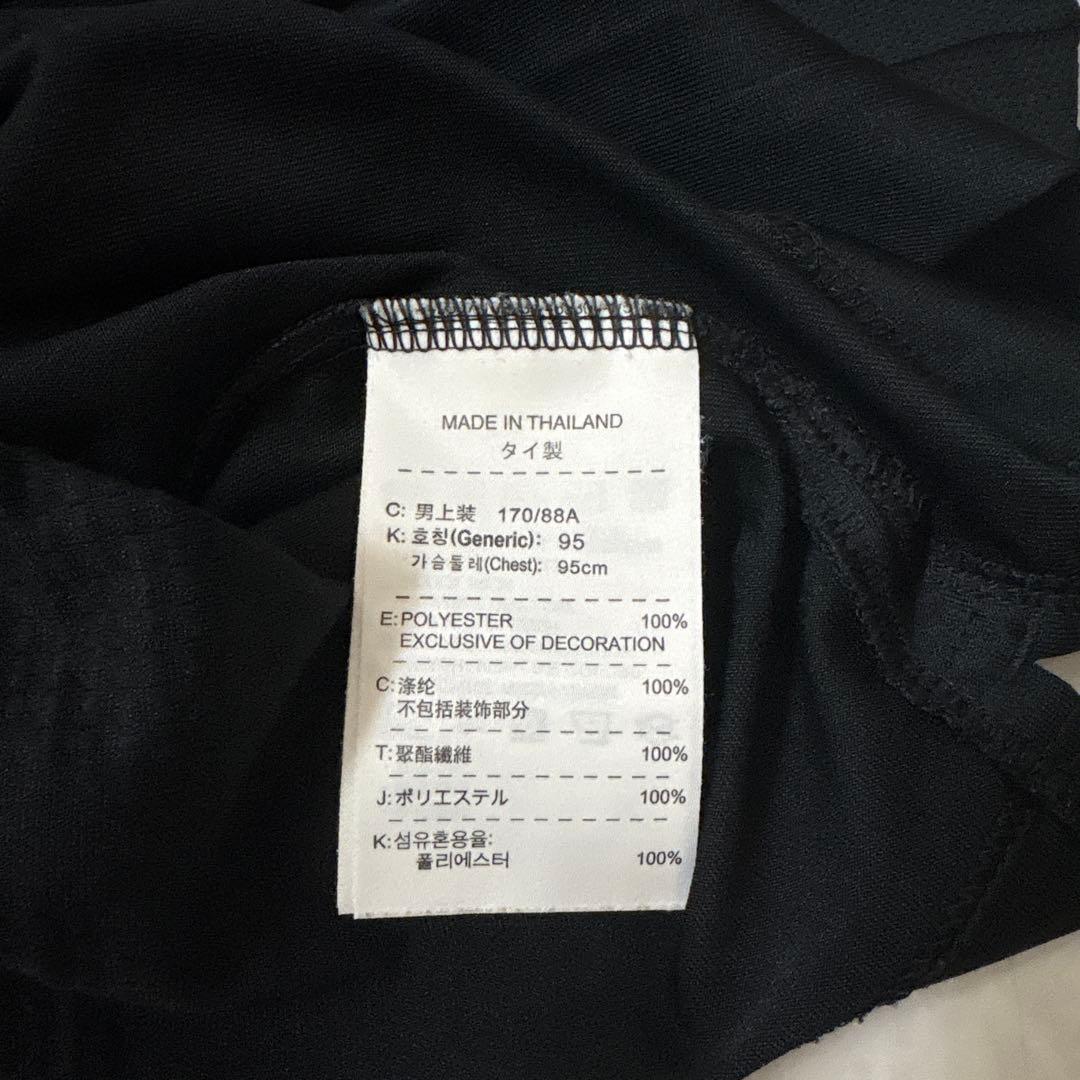 MADE IN THAILAND
タイ製
C: 男上装 170/88A
K: 호칭(Generic): 95
가슴둘레(Chest): 95cm
E: POLYESTER 100%
EXCLUSIVE OF DECORATION
C: 涤纶 100%
不包括装饰部分
T: 聚酯纖維 100%
J: ポリエステル 100%
K: 섬유혼용율:
폴리에스터 100%